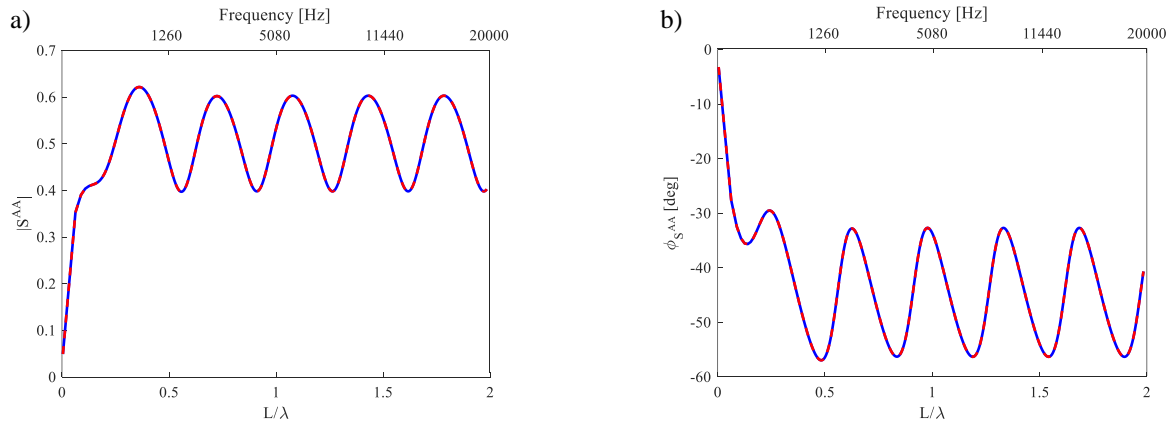 a)
Frequency [Hz]
1260 5080 11440 20000
0.7
0.6
0.5
0.4
0.3
0.2
0.1
0
|S^AA|
0 0.5 1 1.5 2
L/λ
b)
Frequency [Hz]
1260 5080 11440 20000
0
-10
-20
-30
-40
-50
-60
ϕ_S^AA [deg]
0 0.5 1 1.5 2
L/λ